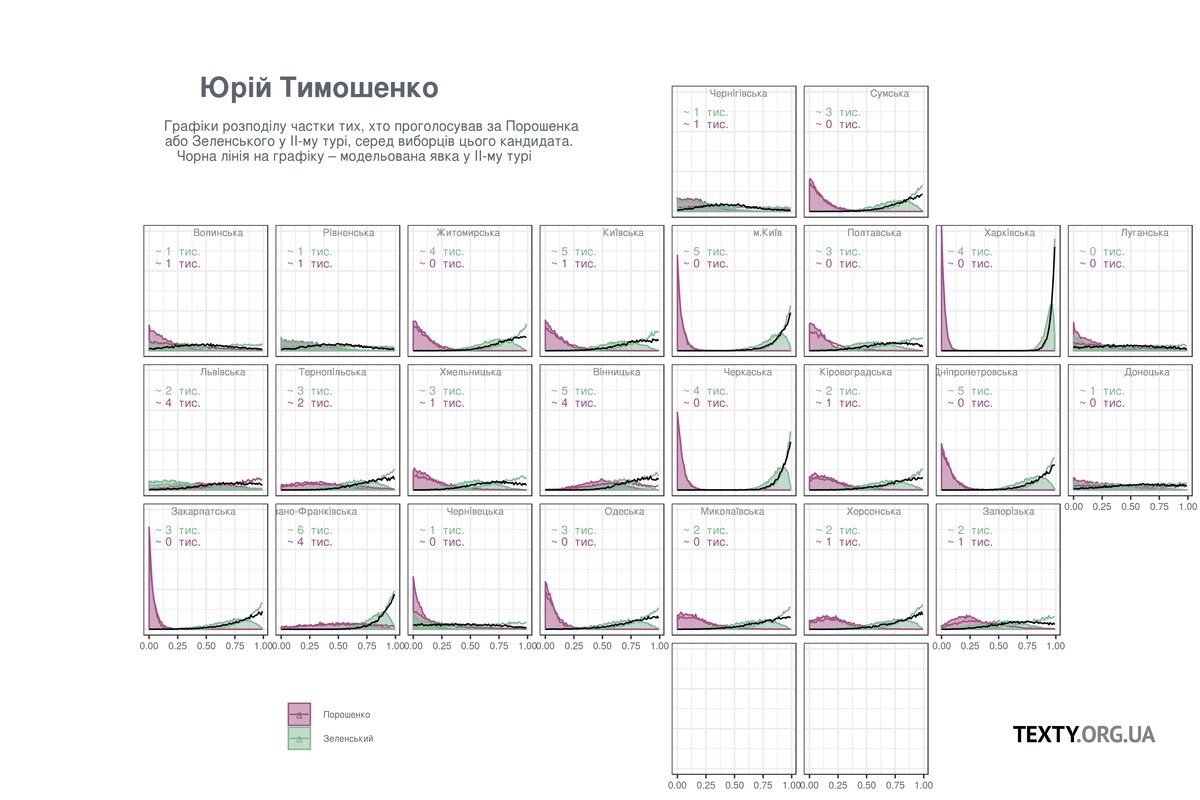 Юрій Тимошенко
Графіки розподілу частки тих, хто проголосував за Порошенка
або Зеленського у II-му турі, серед виборців цього кандидата.
Чорна лінія на графіку – модельована явка у II-му турі
Чернігівська
~ 1 тис.
~ 1 тис.
Сумська
~ 3 тис.
~ 0 тис.
Волинська
~ 1 тис.
~ 1 тис.
Рівненська
~ 1 тис.
~ 1 тис.
Житомирська
~ 4 тис.
~ 0 тис.
Київська
~ 5 тис.
~ 1 тис.
м.Київ
~ 5 тис.
~ 0 тис.
Полтавська
~ 3 тис.
~ 0 тис.
Харківська
~ 4 тис.
~ 0 тис.
Луганська
~ 0 тис.
~ 0 тис.
Львівська
~ 2 тис.
~ 4 тис.
Тернопільська
~ 3 тис.
~ 2 тис.
Хмельницька
~ 3 тис.
~ 1 тис.
Вінницька
~ 5 тис.
~ 4 тис.
Черкаська
~ 4 тис.
~ 0 тис.
Кіровоградська
~ 2 тис.
~ 1 тис.
Дніпропетровська
~ 5 тис.
~ 0 тис.
Донецька
~ 1 тис.
~ 0 тис.
0.00 0.25 0.50 0.75 1.00
Закарпатська
~ 3 тис.
~ 0 тис.
ано-Франківська
~ 6 тис.
~ 4 тис.
Чернівецька
~ 1 тис.
~ 0 тис.
Одеська
~ 3 тис.
~ 0 тис.
Миколаївська
~ 2 тис.
~ 0 тис.
Херсонська
~ 2 тис.
~ 1 тис.
Запорізька
~ 2 тис.
~ 1 тис.
0.00 0.25 0.50 0.75 1.00
0.00 0.25 0.50 0.75 1.00
0.00 0.25 0.50 0.75 1.00
0.00 0.25 0.50 0.75 1.00
0.00 0.25 0.50 0.75 1.00
a Порошенко
a Зеленський
TEXTY.ORG.UA
0.00 0.25 0.50 0.75 1.00
0.00 0.25 0.50 0.75 1.00